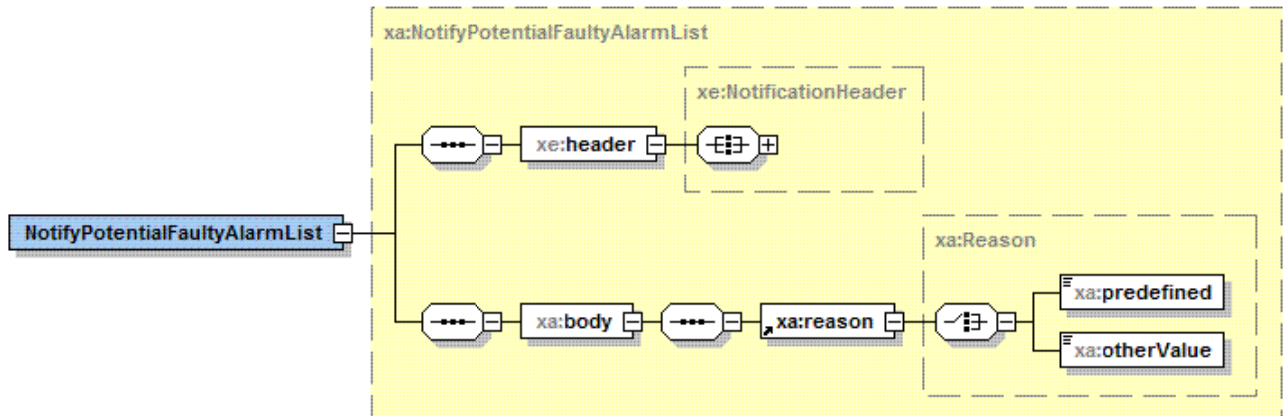 xa:NotifyPotentialFaultyAlarmList
xe:NotificationHeader
xe:header
NotifyPotentialFaultyAlarmList
xa:Reason
xa:predefined
xa:body
xa:reason
xa:otherValue